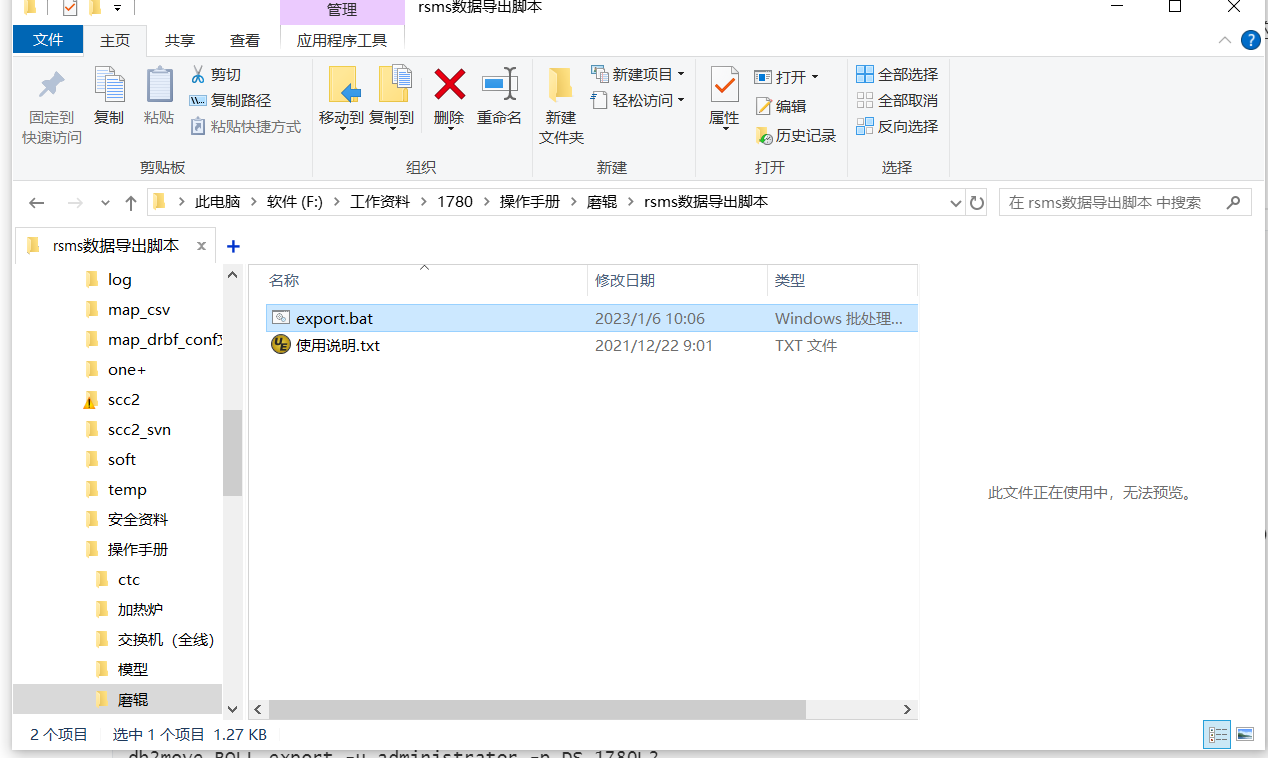 管理
rsms数据导出脚本
文件
主页
共享
查看
应用程序工具
固定到
快速访问
复制
粘贴
剪切
复制路径
粘贴快捷方式
剪贴板
移动到
复制到
删除
重命名
组织
新建
文件夹
新建项目
轻松访问
新建
属性
打开
编辑
历史记录
打开
全部选择
全部取消
反向选择
选择
此电脑 软件 (F:) 工作资料 1780 操作手册 磨辊 rsms数据导出脚本
在 rsms数据导出脚本 中搜索
rsms数据导出脚本 x +
log
map_csv
map_drbf_conf
one+
scc2
scc2_svn
soft
temp
安全资料
操作手册
ctc
加热炉
交换机（全线）
模型
磨辊
名称 修改日期 类型
export.bat 2023/1/6 10:06 Windows 批处理...
使用说明.txt 2021/12/22 9:01 TXT 文件
此文件正在使用中，无法预览。
2 个项目 选中 1 个项目 1.27 KB
db2move ROLL export -u administrator -p DS_1780L2